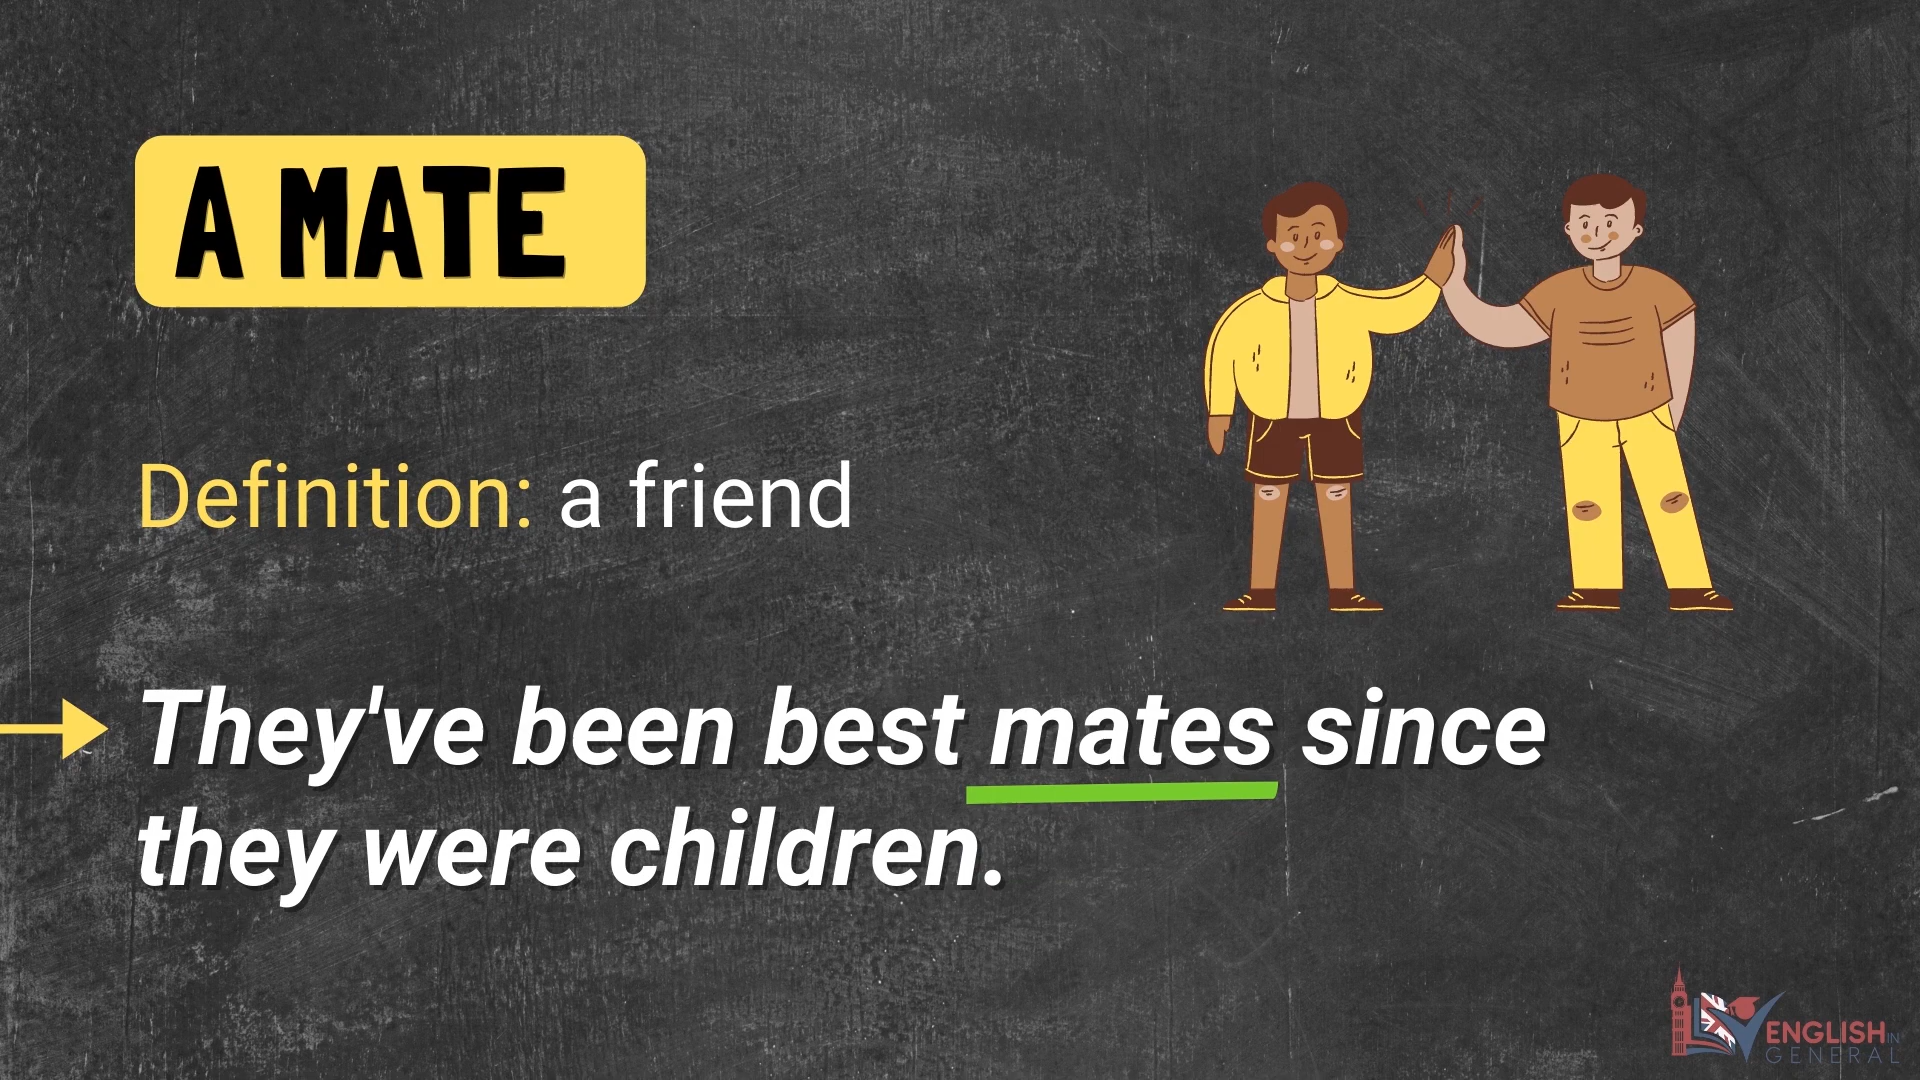 A MATE
Definition: a friend
They've been best mates since
they were children.
ENGLISH IN
GENERAL